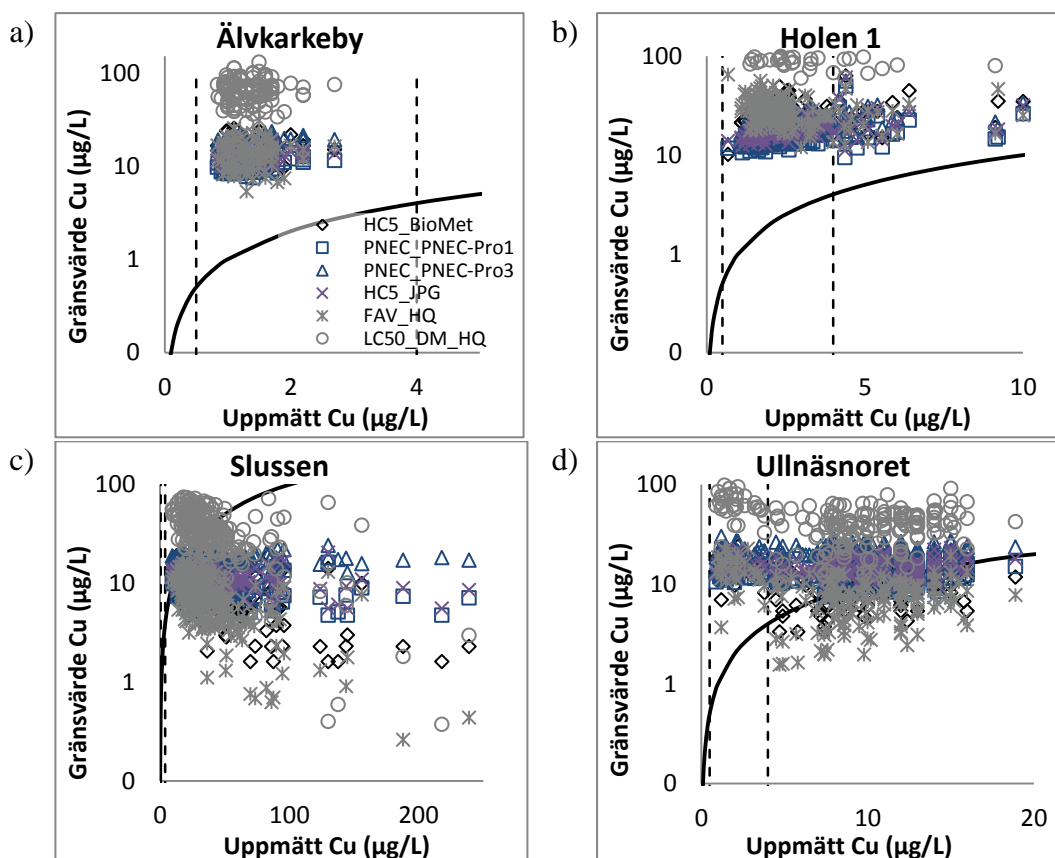 a)
Älvkarkeby
100
10
1
0
Gränsvärde Cu (µg/L)
HC5_BioMet
PNEC_PNEC-Pro1
PNEC_PNEC-Pro3
HC5_JPG
FAV_HQ
LC50_DM_HQ
0 2 4
Uppmätt Cu (µg/L)
b)
Holen 1
100
10
1
0
Gränsvärde Cu (µg/L)
0 5 10
Uppmätt Cu (µg/L)
c)
Slussen
100
10
1
0
Gränsvärde Cu (µg/L)
0 100 200
Uppmätt Cu (µg/L)
d)
Ullnäsnoret
100
10
1
0
Gränsvärde Cu (µg/L)
0 10 20
Uppmätt Cu (µg/L)